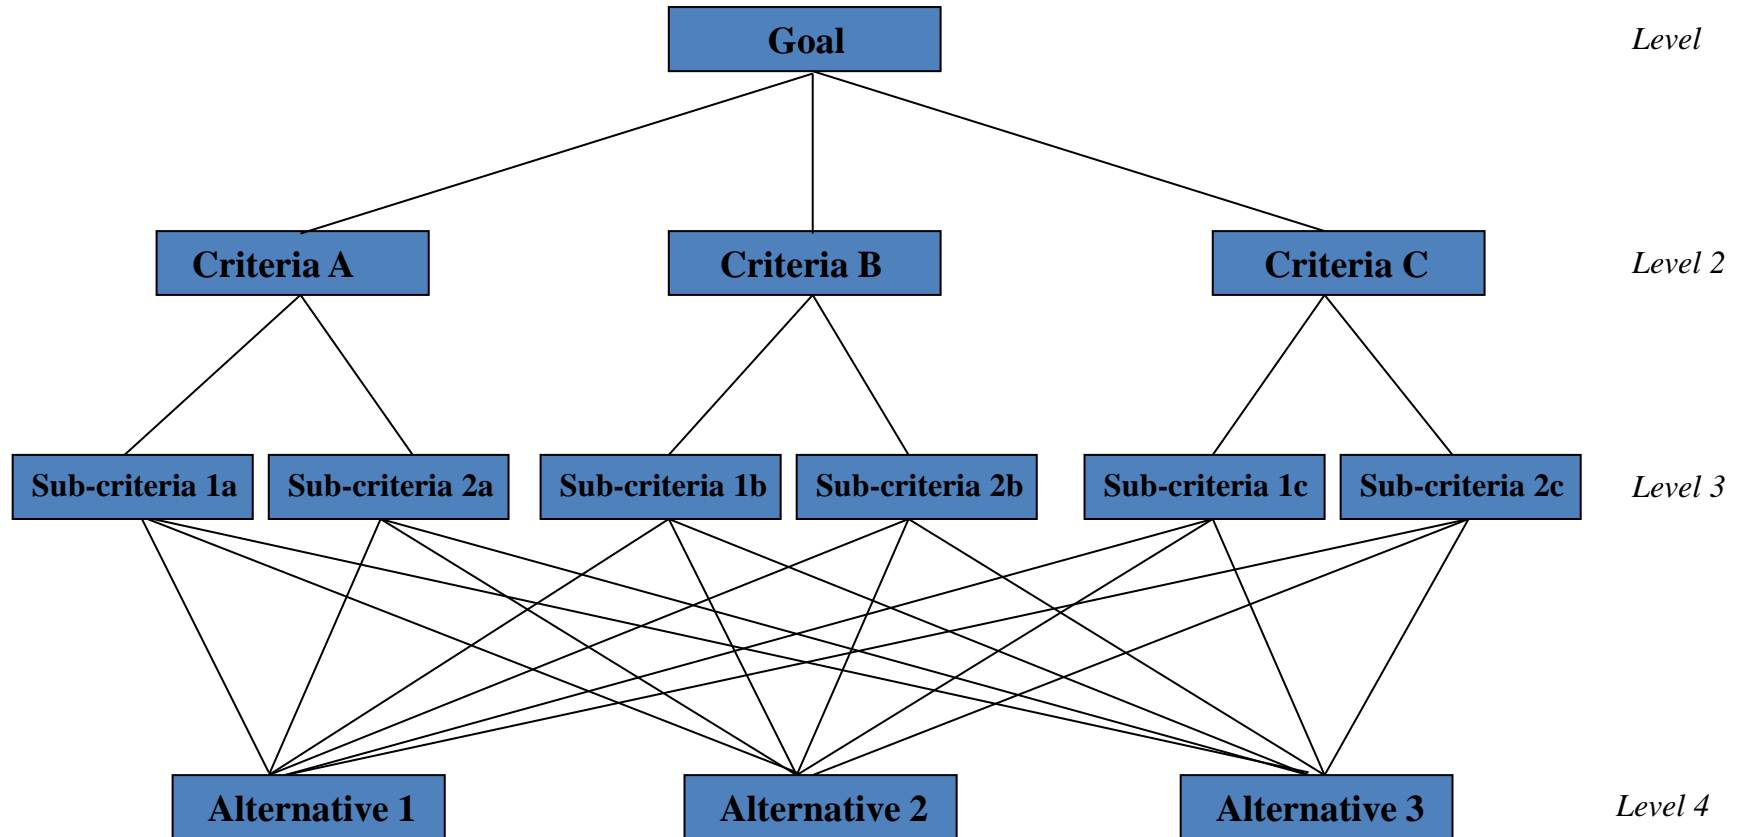 Goal
Level
Criteria A
Criteria B
Criteria C
Level 2
Sub-criteria 1a
Sub-criteria 2a
Sub-criteria 1b
Sub-criteria 2b
Sub-criteria 1c
Sub-criteria 2c
Level 3
Alternative 1
Alternative 2
Alternative 3
Level 4